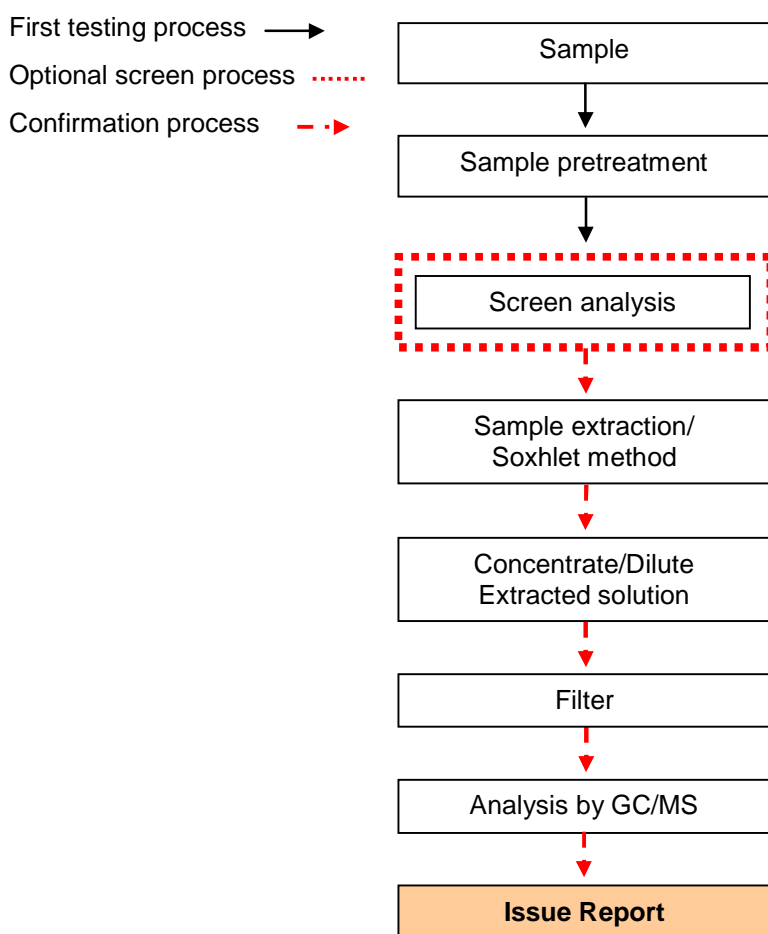 First testing process
Optional screen process
Confirmation process
Sample
Sample pretreatment
Screen analysis
Sample extraction/
Soxhlet method
Concentrate/Dilute
Extracted solution
Filter
Analysis by GC/MS
Issue Report